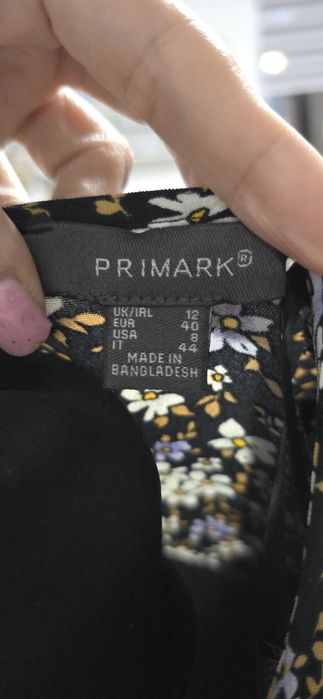 PRIMARK®
UK/IRL 12
EUR 40
USA 8
IT 44
MADE IN
BANGLADESH